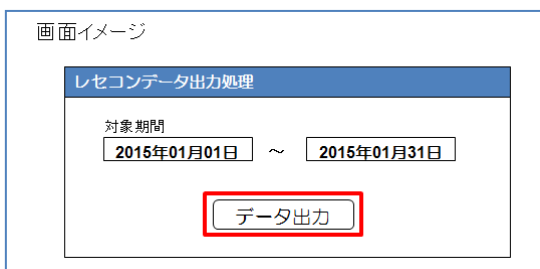 画面イメージ
レセコンデータ出力処理
対象期間
2015年01月01日 ～ 2015年01月31日
データ出力